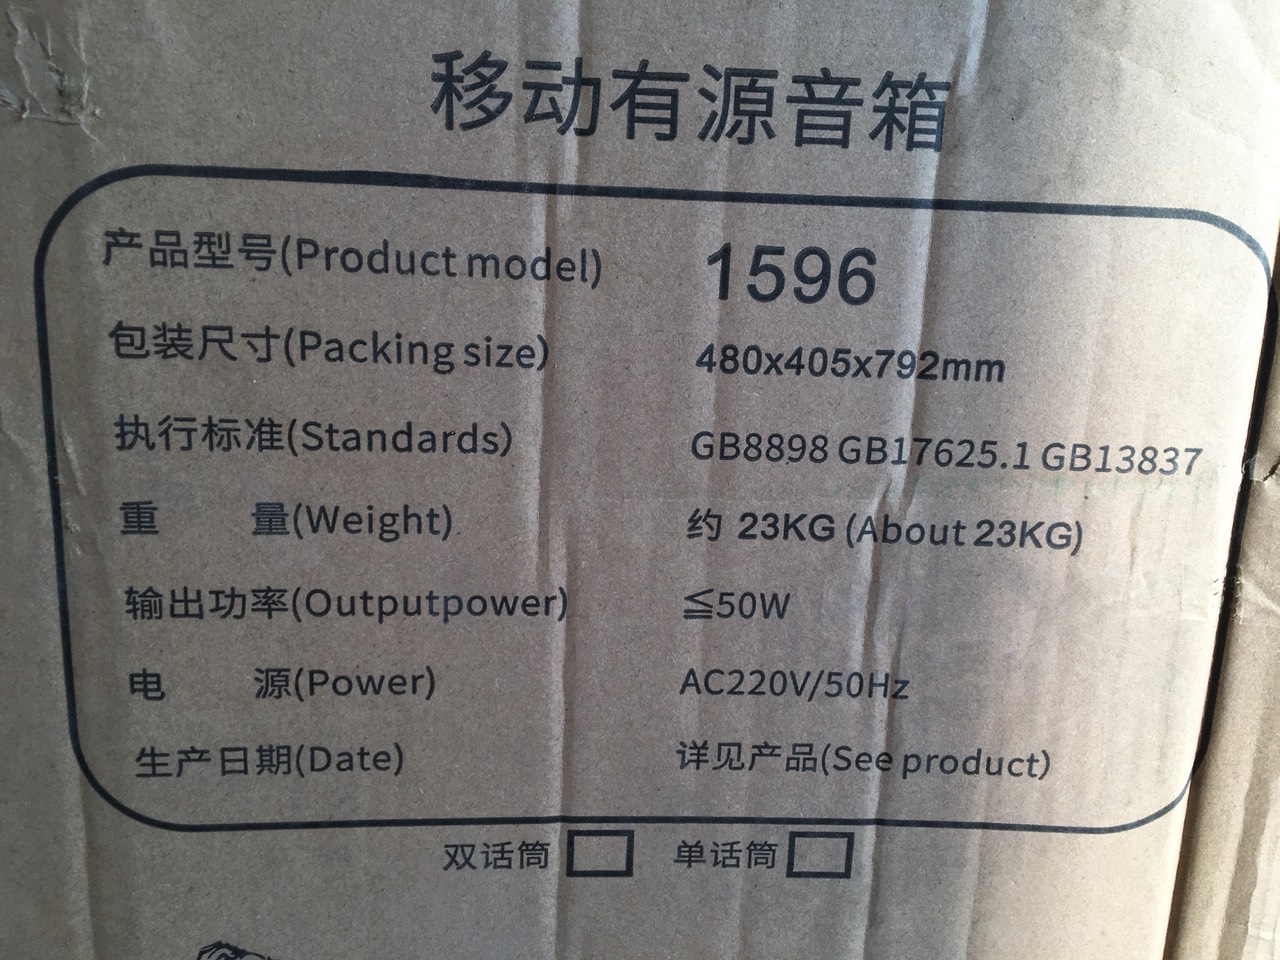 移动有源音箱
产品型号(Product model) 1596
包装尺寸(Packing size) 480x405x792mm
执行标准(Standards) GB8898 GB17625.1 GB13837
重 量(Weight) 约 23KG (About 23KG)
输出功率(Outputpower) ≦50W
电 源(Power) AC220V/50Hz
生产日期(Date) 详见产品(See product)
双话筒 单话筒